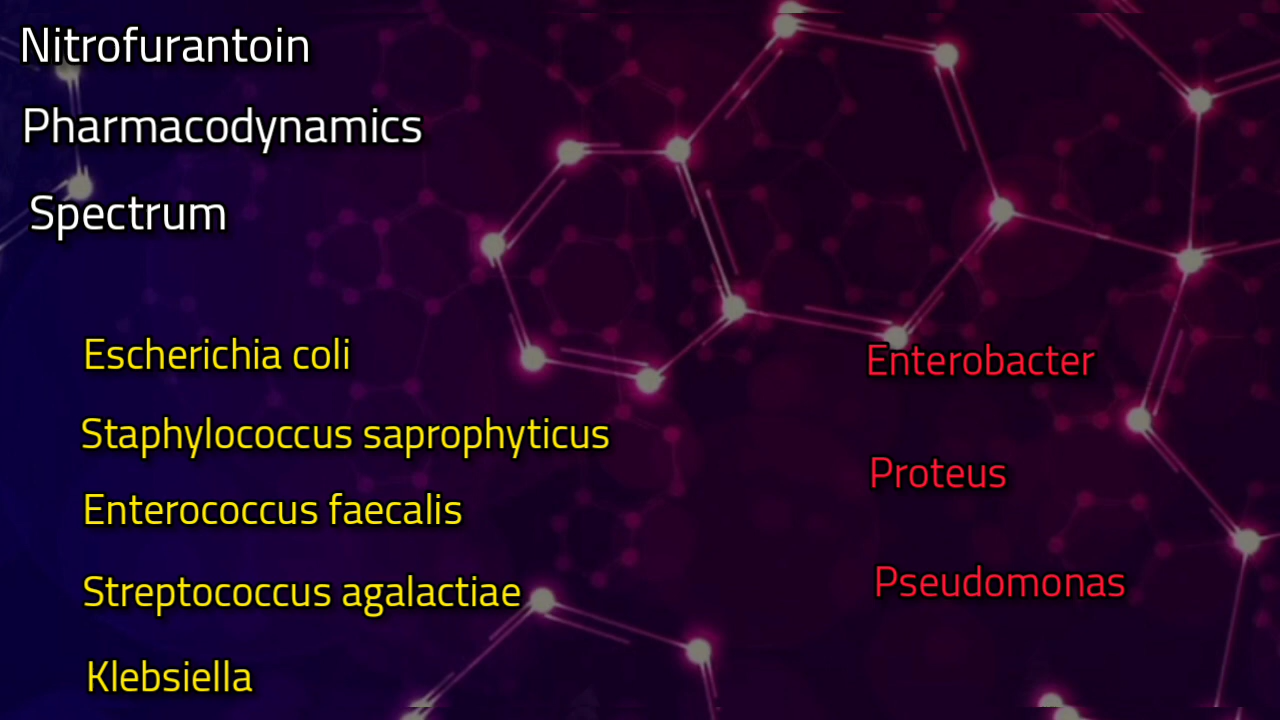 Nitrofurantoin
Pharmacodynamics
Spectrum
Escherichia coli
Staphylococcus saprophyticus
Enterococcus faecalis
Streptococcus agalactiae
Klebsiella
Enterobacter
Proteus
Pseudomonas